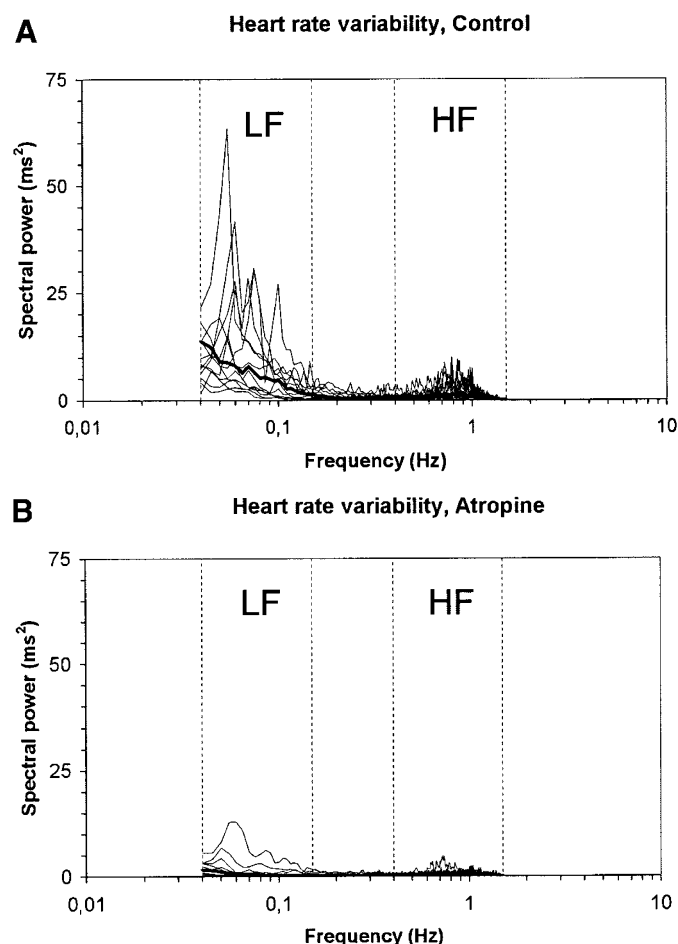 A
Heart rate variability, Control
75
50
25
0
Spectral power (ms²)
LF
HF
0,01
0,1
1
10
Frequency (Hz)
B
Heart rate variability, Atropine
75
50
25
0
Spectral power (ms²)
LF
HF
0,01
0,1
1
10
Frequency (Hz)